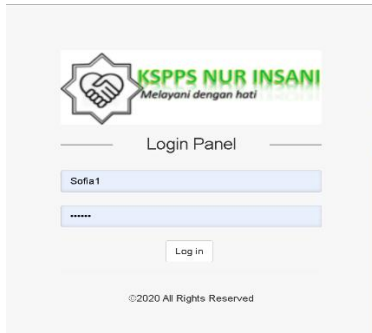 KSPPS NUR INSANI
Melayani dengan hati
Login Panel
Sofia1
••••••
Log in
©2020 All Rights Reserved